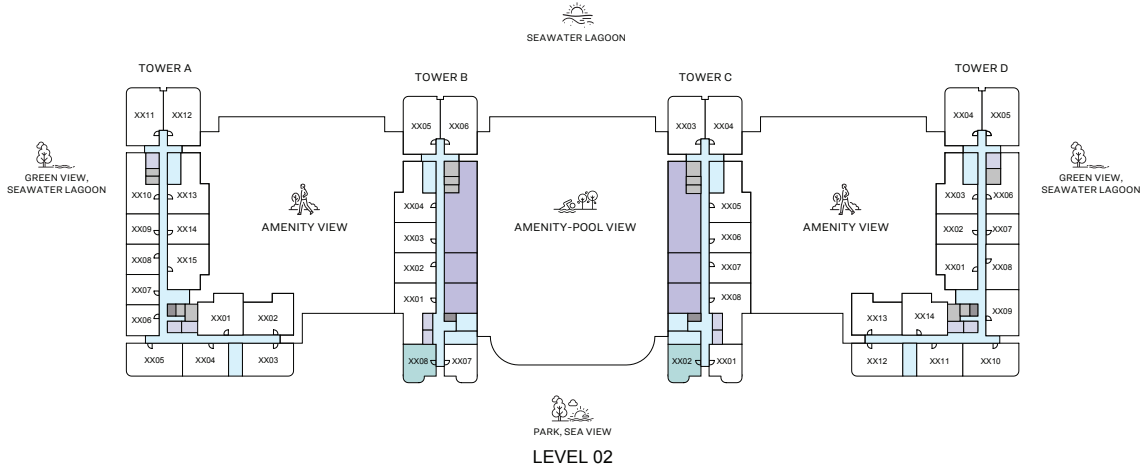 SEAWATER LAGOON
TOWER A
TOWER B
TOWER C
TOWER D
XX11 XX12
XX05 XX06
XX03 XX04
XX04 XX05
GREEN VIEW,
SEAWATER LAGOON
GREEN VIEW,
SEAWATER LAGOON
XX10 XX13
XX09 XX14
XX08 XX15
XX07
XX06
XX01 XX02
XX05 XX04 XX03
AMENITY VIEW
XX04
XX03
XX02
XX01
XX08 XX07
AMENITY-POOL VIEW
XX05
XX06
XX07
XX08
XX02 XX01
AMENITY VIEW
XX03 XX06
XX02 XX07
XX01 XX08
XX09
XX13 XX14
XX12 XX11 XX10
PARK, SEA VIEW
LEVEL 02